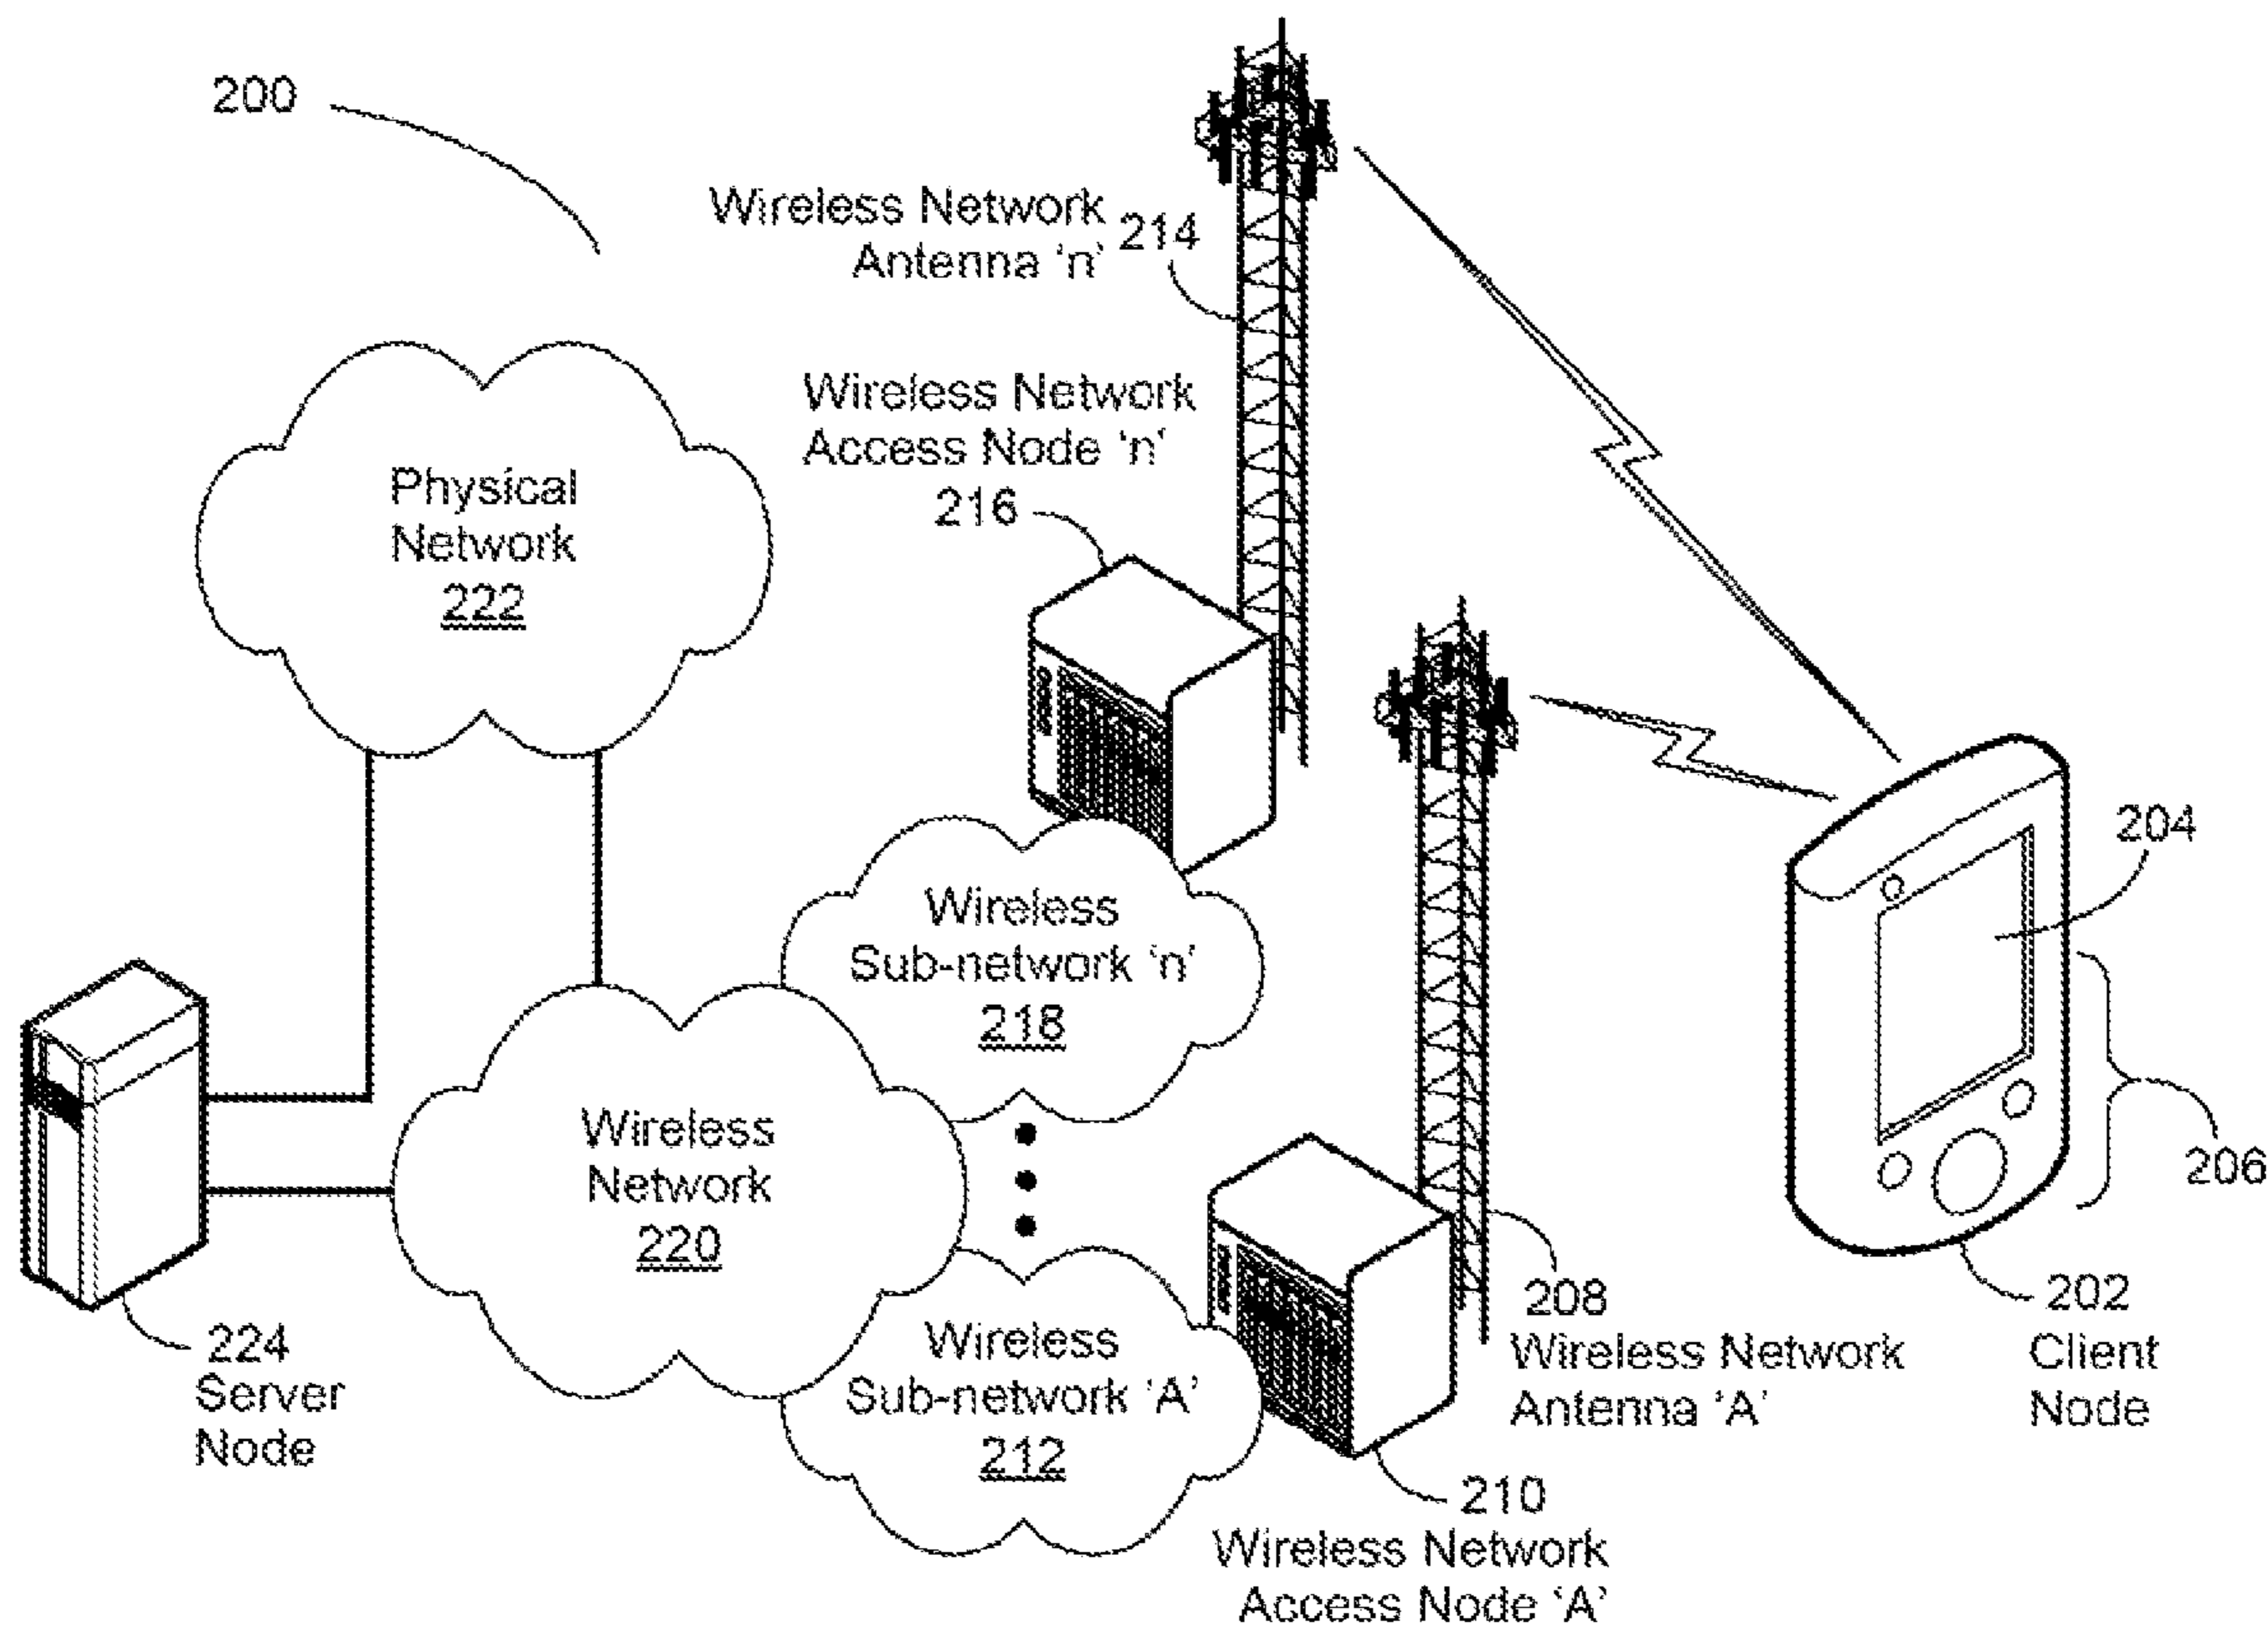 200
Wireless Network
Antenna 'n'
214
Wireless Network
Access Node 'n'
216
Physical
Network
222
204
Wireless
Sub-network 'n'
218
Wireless
Network
220
206
208
Wireless Network
Antenna 'A'
202
Client
Node
224
Server
Node
Wireless
Sub-network 'A'
212
210
Wireless Network
Access Node 'A'